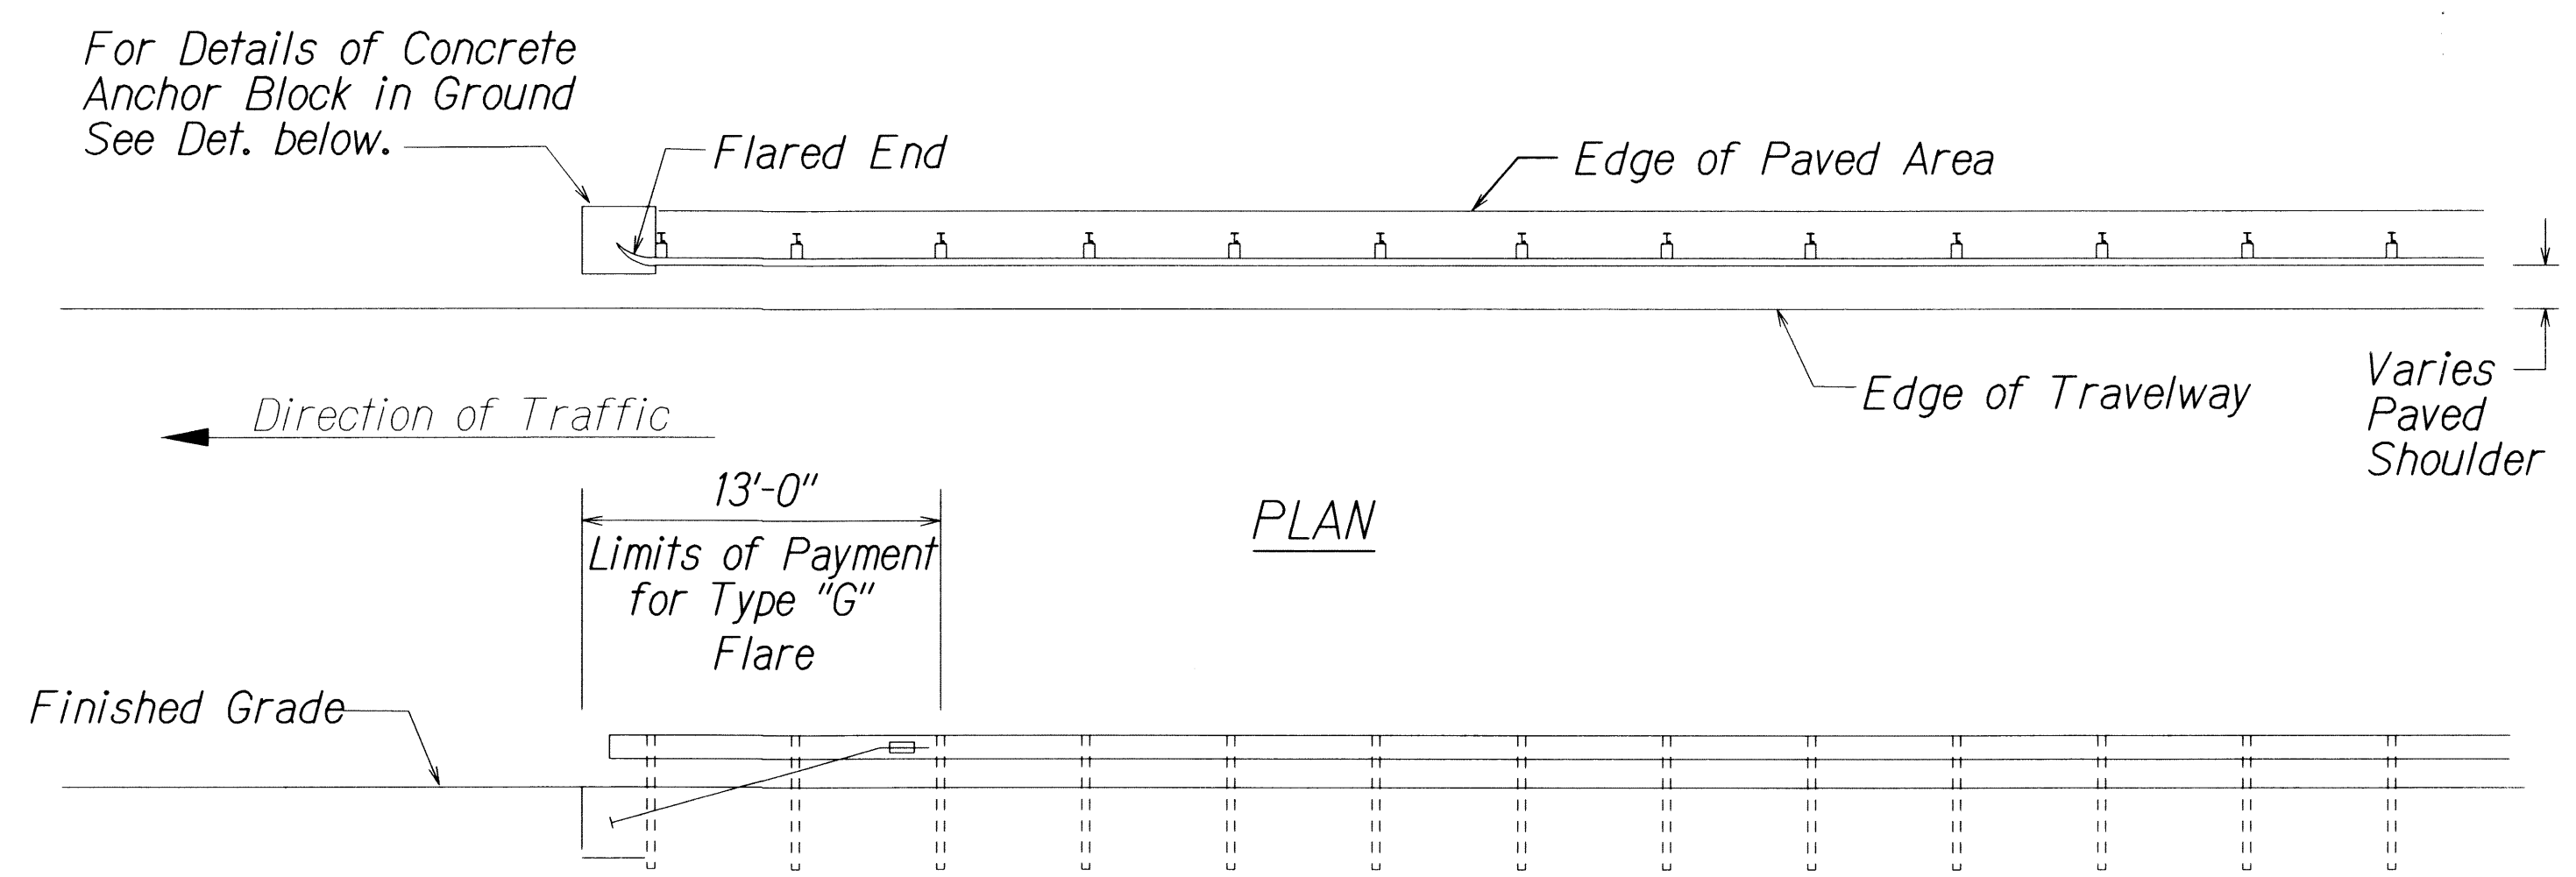 For Details of Concrete
Anchor Block in Ground
See Det. below.
Flared End
Edge of Paved Area
Edge of Travelway
Varies
Paved
Shoulder
Direction of Traffic
13'-0"
Limits of Payment
for Type "G"
Flare
PLAN
Finished Grade